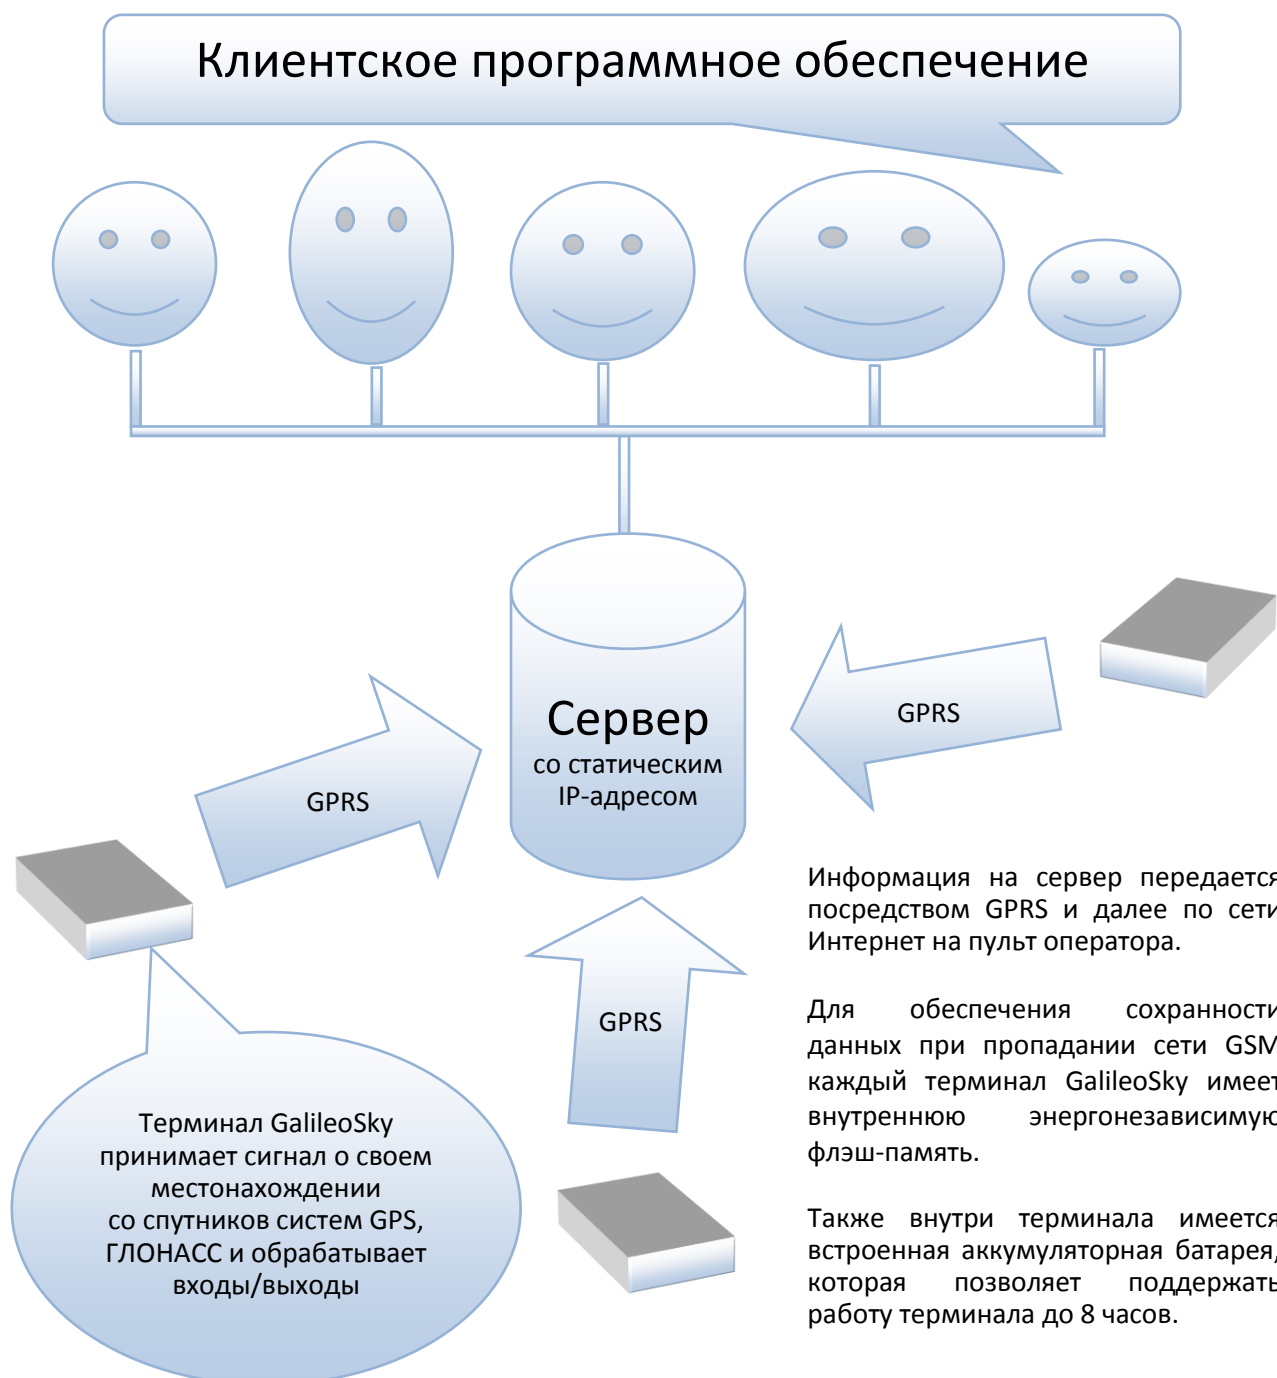 Клиентское программное обеспечение
Сервер
со статическим
IP-адресом
GPRS
GPRS
GPRS
Терминал GalileoSky
принимает сигнал о своем
местонахождении
со спутников систем GPS,
ГЛОНАСС и обрабатывает
входы/выходы
Информация на сервер передается
посредством GPRS и далее по сети
Интернет на пульт оператора.
Для обеспечения сохранности
данных при пропадании сети GSM
каждый терминал GalileoSky имеет
внутреннюю энергонезависимую
флэш-память.
Также внутри терминала имеется
встроенная аккумуляторная батарея,
которая позволяет поддержать
работу терминала до 8 часов.